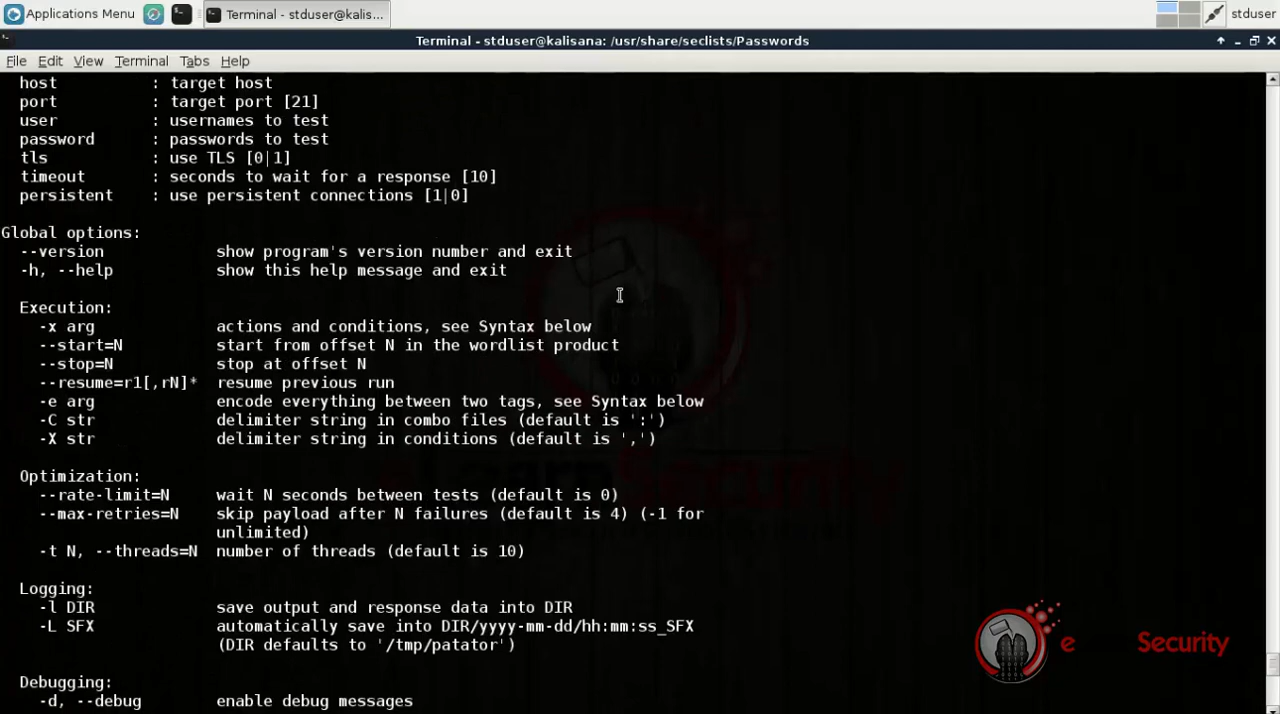 Applications Menu
Terminal - stduser@kalis...
stduser
Terminal - stduser@kalisana: /usr/share/seclists/Passwords
File Edit View Terminal Tabs Help
host : target host
port : target port [21]
user : usernames to test
password : passwords to test
tls : use TLS [0|1]
timeout : seconds to wait for a response [10]
persistent : use persistent connections [1|0]
Global options:
--version show program's version number and exit
-h, --help show this help message and exit
Execution:
-x arg actions and conditions, see Syntax below
--start=N start from offset N in the wordlist product
--stop=N stop at offset N
--resume=r1[,rN]* resume previous run
-e arg encode everything between two tags, see Syntax below
-C str delimiter string in combo files (default is ':')
-X str delimiter string in conditions (default is ',')
Optimization:
--rate-limit=N wait N seconds between tests (default is 0)
--max-retries=N skip payload after N failures (default is 4) (-1 for
unlimited)
-t N, --threads=N number of threads (default is 10)
Logging:
-l DIR save output and response data into DIR
-L SFX automatically save into DIR/yyyy-mm-dd/hh:mm:ss_SFX
(DIR defaults to '/tmp/patator')
Debugging:
-d, --debug enable debug messages
eLearnSecurity
e Security